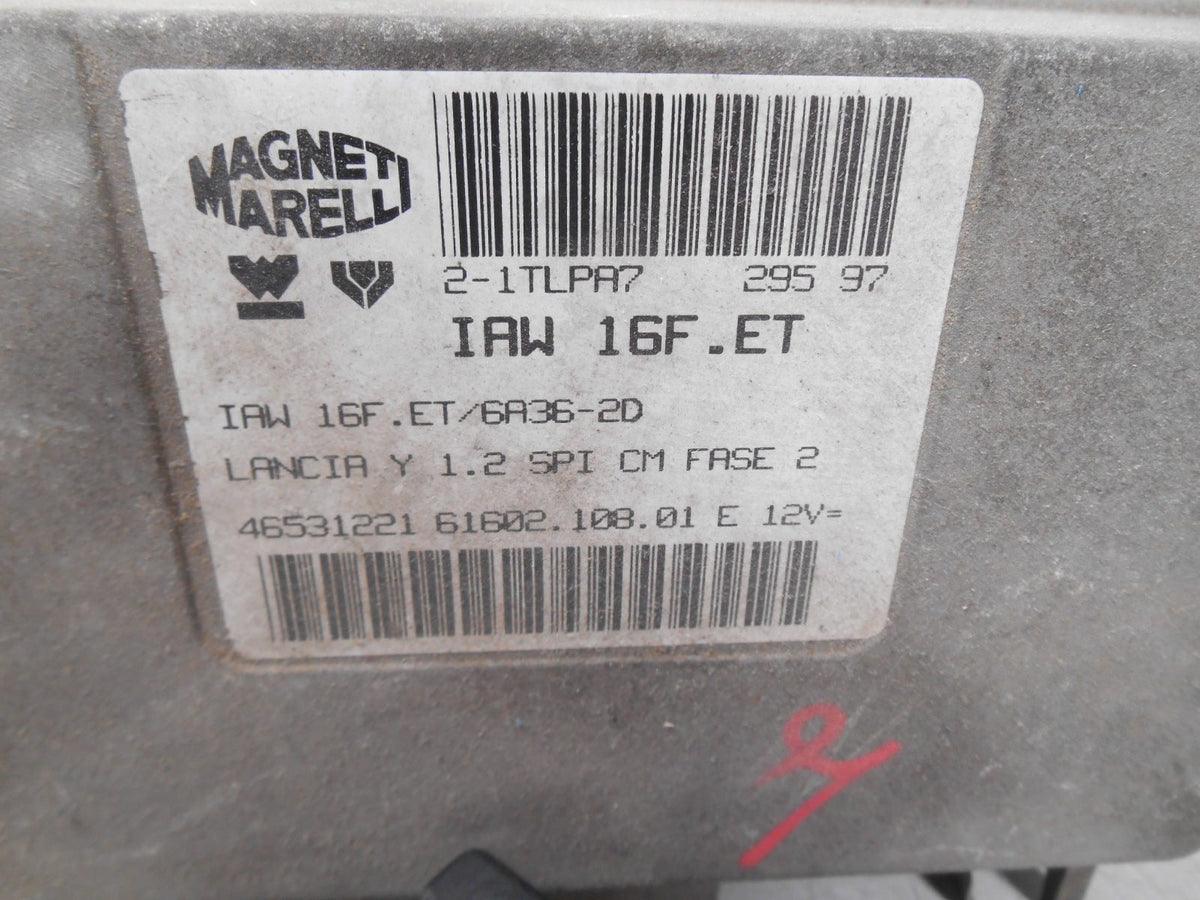 MAGNETI
MARELLI
2-1TLPA7 295 97
IAW 16F.ET
IAW 16F.ET/6A36-2D
LANCIA Y 1.2 SPI CM FASE 2
46531221 61602.108.01 E 12V=